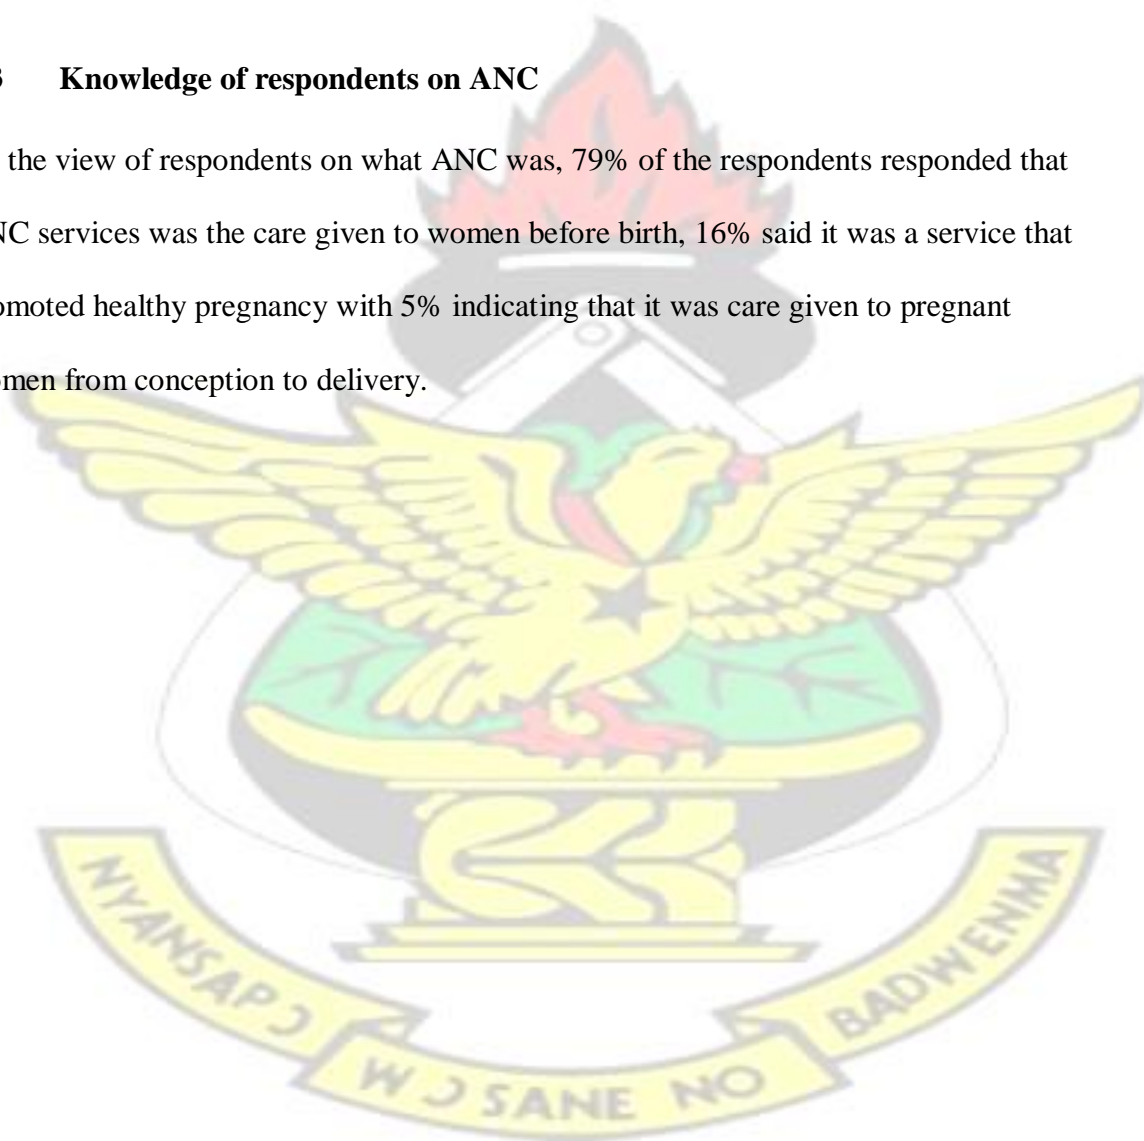 3 Knowledge of respondents on ANC
the view of respondents on what ANC was, 79% of the respondents responded that
NC services was the care given to women before birth, 16% said it was a service that
omoted healthy pregnancy with 5% indicating that it was care given to pregnant
omen from conception to delivery.
NYANSAPƆ
WƆSANE NO
BADWENMA